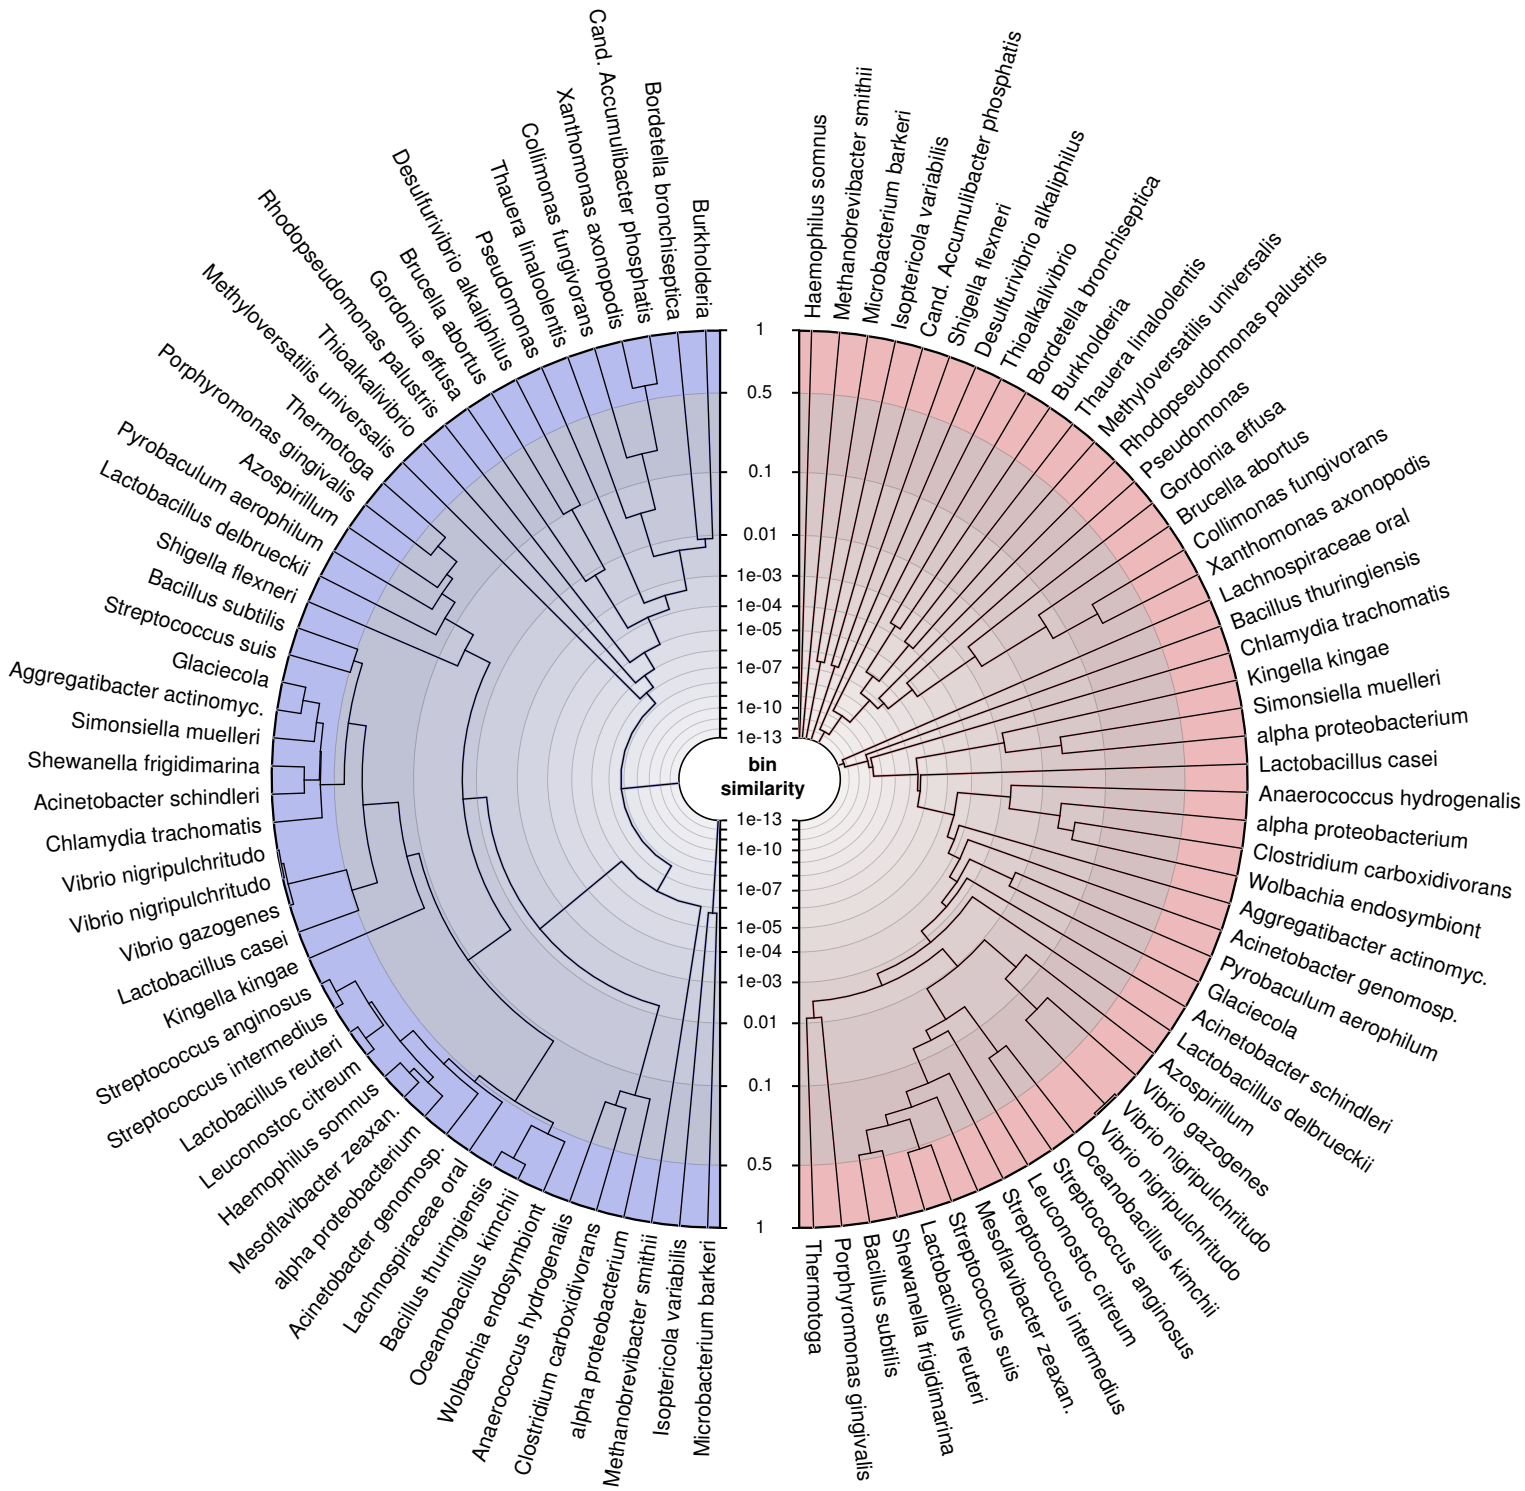 Burkholderia
Bordetella bronchiseptica
Cand. Accumulibacter phosphatis
Xanthomonas axonopodis
Collimonas fungivorans
Thauera linaloolentis
Pseudomonas
Desulfurivibrio alkaliphilus
Brucella abortus
Gordonia effusa
Rhodopseudomonas palustris
Thioalkalivibrio
Methyloversatilis universalis
Thermotoga
Porphyromonas gingivalis
Azospirillum
Pyrobaculum aerophilum
Lactobacillus delbrueckii
Shigella flexneri
Bacillus subtilis
Streptococcus suis
Glaciecola
Aggregatibacter actinomyc.
Simonsiella muelleri
Shewanella frigidimarina
Acinetobacter schindleri
Chlamydia trachomatis
Vibrio nigripulchritudo
Vibrio nigripulchritudo
Vibrio gazogenes
Lactobacillus casei
Kingella kingae
Streptococcus anginosus
Streptococcus intermedius
Lactobacillus reuteri
Leuconostoc citreum
Haemophilus somnus
Mesoflavibacter zeaxan.
alpha proteobacterium
Acinetobacter genomosp.
Lachnospiraceae oral
Bacillus thuringiensis
Oceanobacillus kimchii
Wolbachia endosymbiont
Anaerococcus hydrogenalis
Clostridium carboxidivorans
alpha proteobacterium
Methanobrevibacter smithii
Isoptericola variabilis
Microbacterium barkeri
1
0.5
0.1
0.01
1e-03
1e-04
1e-05
1e-07
1e-10
1e-13
bin
similarity
1e-13
1e-10
1e-07
1e-05
1e-04
1e-03
0.01
0.1
0.5
1
Haemophilus somnus
Methanobrevibacter smithii
Microbacterium barkeri
Isoptericola variabilis
Cand. Accumulibacter phosphatis
Shigella flexneri
Desulfurivibrio alkaliphilus
Thioalkalivibrio
Bordetella bronchiseptica
Burkholderia
Thauera linaloolentis
Methyloversatilis universalis
Rhodopseudomonas palustris
Pseudomonas
Gordonia effusa
Brucella abortus
Collimonas fungivorans
Xanthomonas axonopodis
Lachnospiraceae oral
Bacillus thuringiensis
Chlamydia trachomatis
Kingella kingae
Simonsiella muelleri
alpha proteobacterium
Lactobacillus casei
Anaerococcus hydrogenalis
alpha proteobacterium
Clostridium carboxidivorans
Wolbachia endosymbiont
Aggregatibacter actinomyc.
Acinetobacter genomosp.
Pyrobaculum aerophilum
Glaciecola
Acinetobacter schindleri
Lactobacillus delbrueckii
Azospirillum
Vibrio gazogenes
Vibrio nigripulchritudo
Vibrio nigripulchritudo
Oceanobacillus kimchii
Streptococcus anginosus
Leuconostoc citreum
Streptococcus intermedius
Mesoflavibacter zeaxan.
Streptococcus suis
Lactobacillus reuteri
Shewanella frigidimarina
Bacillus subtilis
Porphyromonas gingivalis
Thermotoga